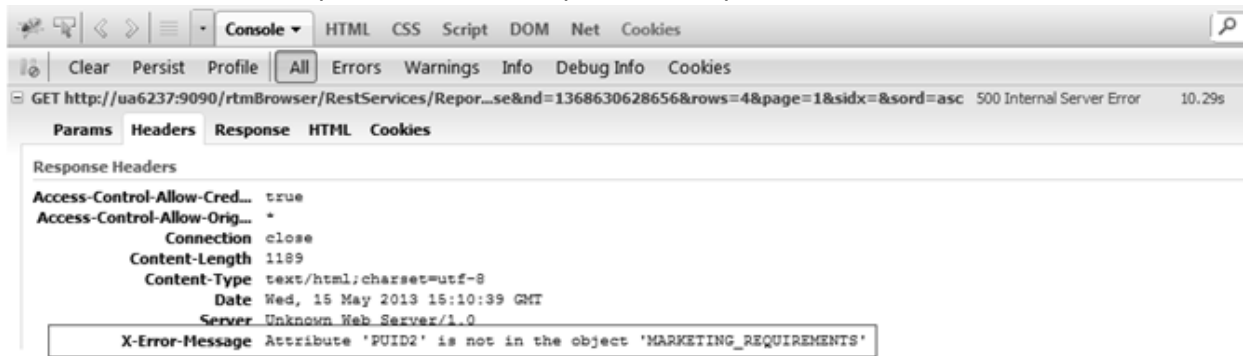 Console HTML CSS Script DOM Net Cookies
Clear Persist Profile All Errors Warnings Info Debug Info Cookies
GET http://ua6237:9090/rtmBrowser/RestServices/Repor...se&nd=1368630628656&rows=4&page=1&sidx=&sord=asc 500 Internal Server Error 10.29s
Params Headers Response HTML Cookies
Response Headers
Access-Control-Allow-Cred... true
Access-Control-Allow-Orig... *
Connection close
Content-Length 1189
Content-Type text/html;charset=utf-8
Date Wed, 15 May 2013 15:10:39 GMT
Server Unknown Web Server/1.0
X-Error-Message Attribute 'PUID2' is not in the object 'MARKETING_REQUIREMENTS'